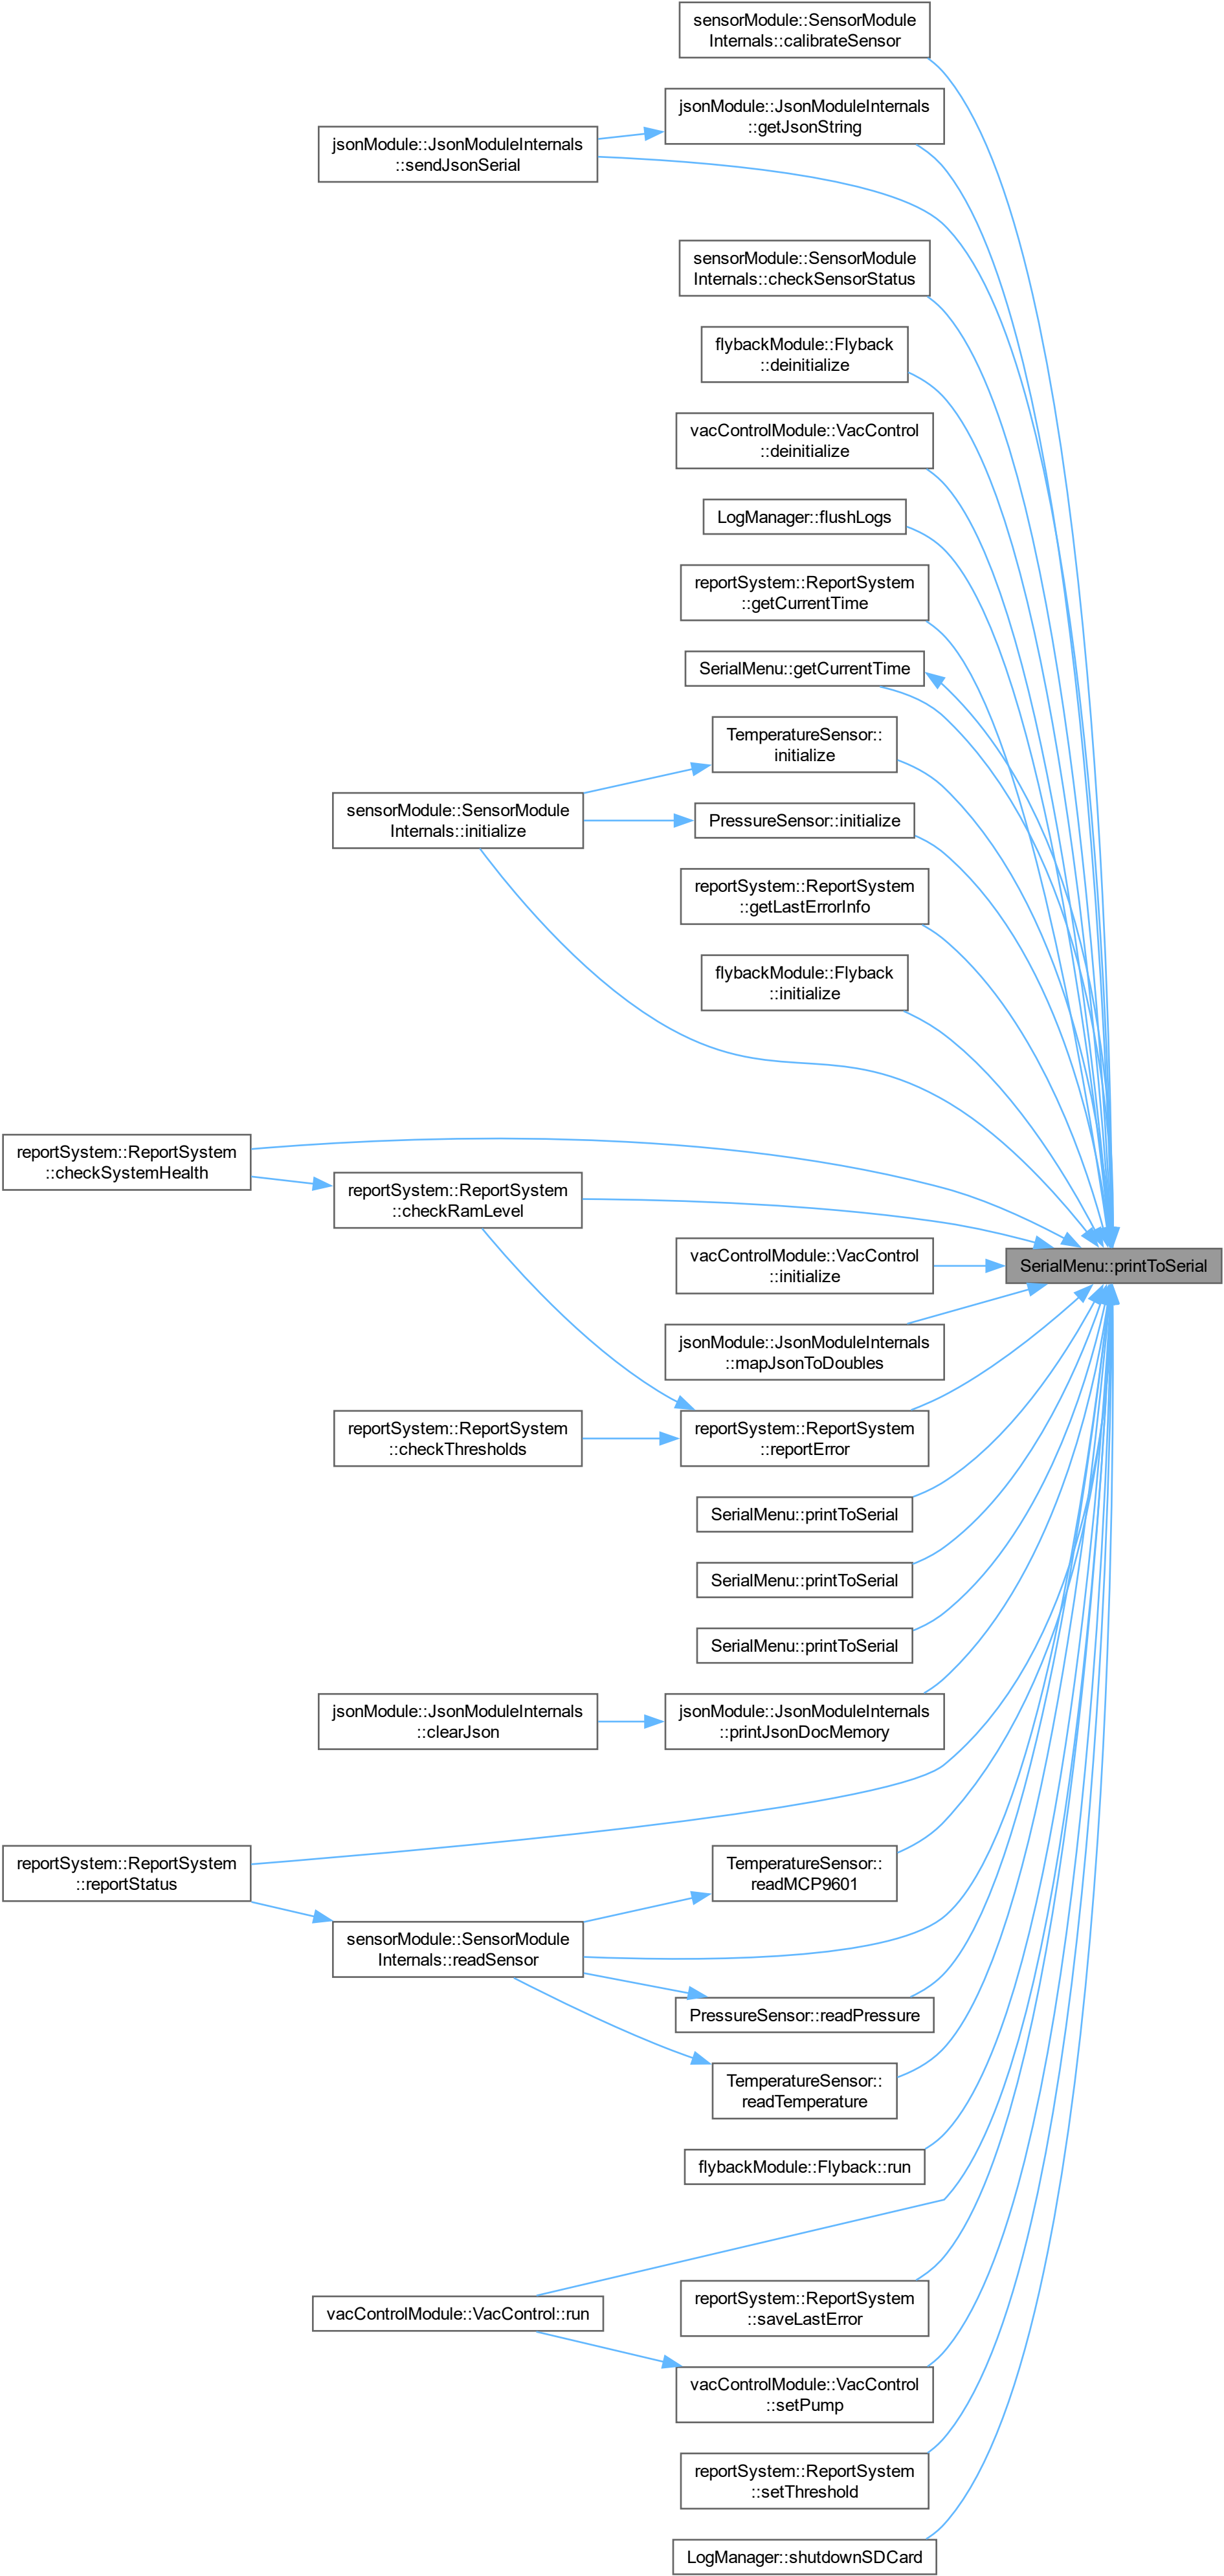 sensorModule::SensorModule
Internals::calibrateSensor
jsonModule::JsonModuleInternals
::getJsonString
jsonModule::JsonModuleInternals
::sendJsonSerial
sensorModule::SensorModule
Internals::checkSensorStatus
flybackModule::Flyback
::deinitialize
vacControlModule::VacControl
::deinitialize
LogManager::flushLogs
reportSystem::ReportSystem
::getCurrentTime
SerialMenu::getCurrentTime
TemperatureSensor::
initialize
sensorModule::SensorModule
Internals::initialize
PressureSensor::initialize
reportSystem::ReportSystem
::getLastErrorInfo
flybackModule::Flyback
::initialize
reportSystem::ReportSystem
::checkSystemHealth
reportSystem::ReportSystem
::checkRamLevel
vacControlModule::VacControl
::initialize
SerialMenu::printToSerial
jsonModule::JsonModuleInternals
::mapJsonToDoubles
reportSystem::ReportSystem
::checkThresholds
reportSystem::ReportSystem
::reportError
SerialMenu::printToSerial
SerialMenu::printToSerial
SerialMenu::printToSerial
jsonModule::JsonModuleInternals
::clearJson
jsonModule::JsonModuleInternals
::printJsonDocMemory
reportSystem::ReportSystem
::reportStatus
TemperatureSensor::
readMCP9601
sensorModule::SensorModule
Internals::readSensor
PressureSensor::readPressure
TemperatureSensor::
readTemperature
flybackModule::Flyback::run
vacControlModule::VacControl::run
reportSystem::ReportSystem
::saveLastError
vacControlModule::VacControl
::setPump
reportSystem::ReportSystem
::setThreshold
LogManager::shutdownSDCard